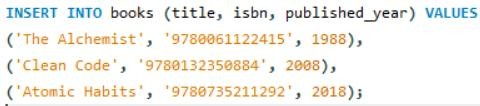 INSERT INTO books (title, isbn, published_year) VALUES
('The Alchemist', '9780061122415', 1988),
('Clean Code', '9780132350884', 2008),
('Atomic Habits', '9780735211292', 2018);